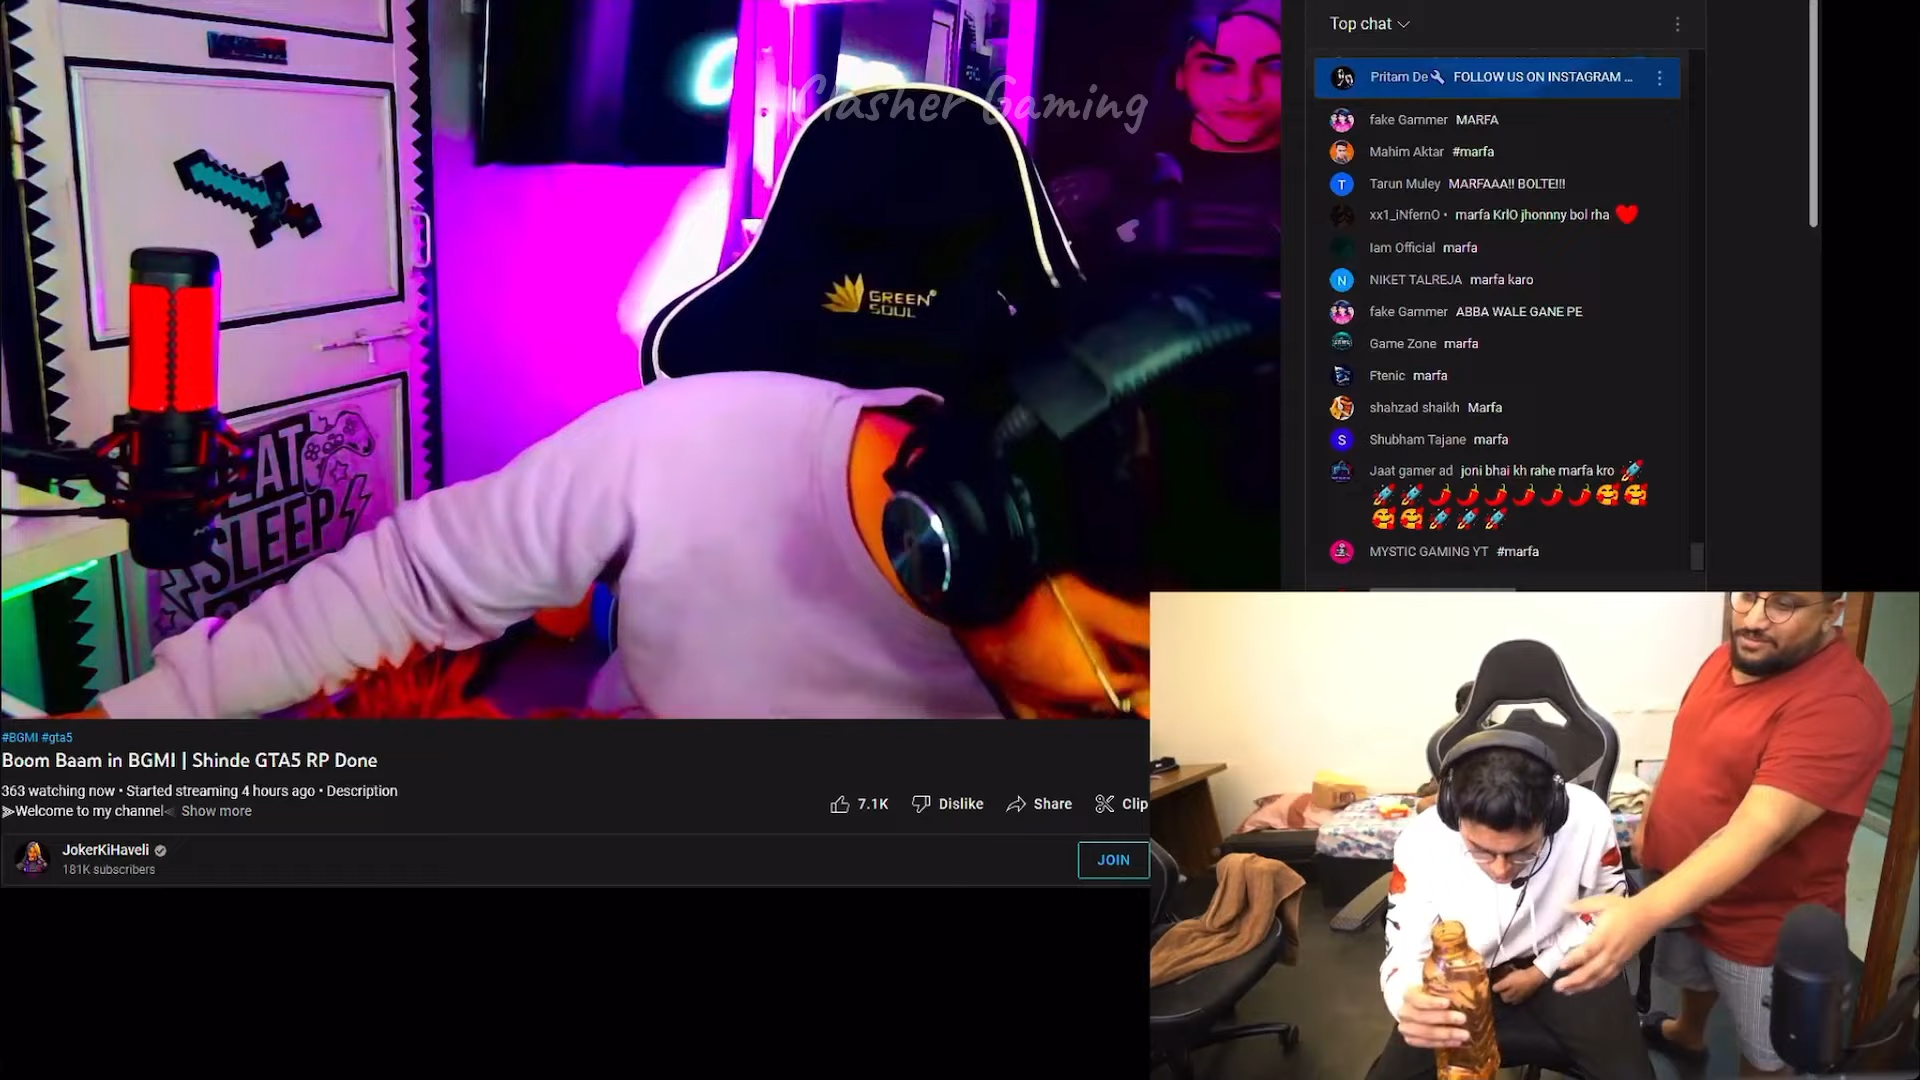 Clasher Gaming
GREEN
SOUL
EAT
SLEEP
#BGMI #gta5
Boom Baam in BGMI | Shinde GTA5 RP Done
363 watching now • Started streaming 4 hours ago • Description
⫸Welcome to my channel⫷ Show more
7.1K
Dislike
Share
Clip
JokerKiHaveli
181K subscribers
JOIN
Top chat
Pritam De FOLLOW US ON INSTAGRAM ...
fake Gammer MARFA
Mahim Aktar #marfa
T Tarun Muley MARFAAA!! BOLTE!!!
xx1_iNfernO • marfa KrlO jhonnny bol rha ❤️
Iam Official marfa
N NIKET TALREJA marfa karo
fake Gammer ABBA WALE GANE PE
Game Zone marfa
Ftenic marfa
shahzad shaikh Marfa
S Shubham Tajane marfa
Jaat gamer ad joni bhai kh rahe marfa kro 🚀
🚀🚀🌶️🌶️🌶️🌶️🌶️🌶️🥰🥰
🥰🥰🚀🚀🚀
MYSTIC GAMING YT #marfa